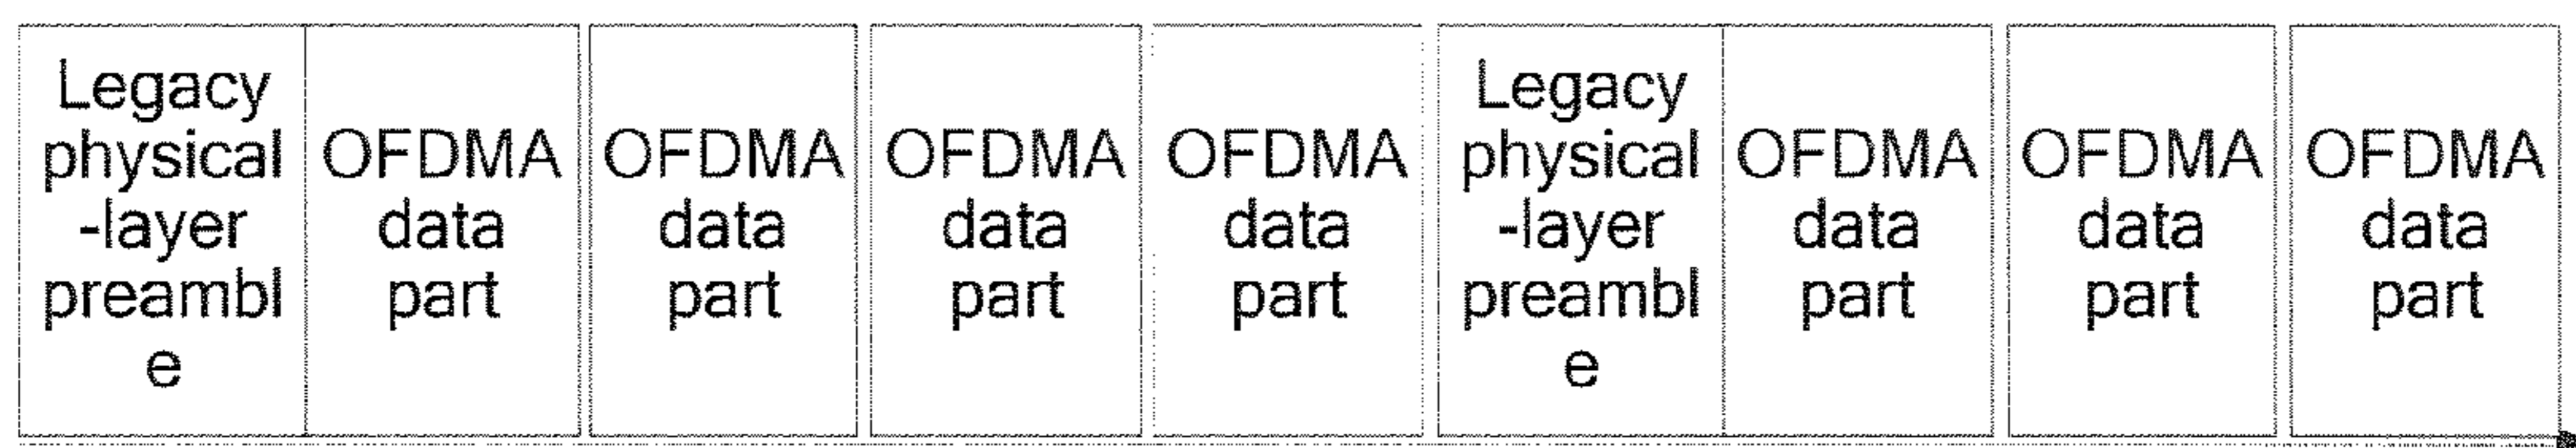 Legacy
physical
-layer
preambl
e
OFDMA
data
part
OFDMA
data
part
OFDMA
data
part
OFDMA
data
part
Legacy
physical
-layer
preambl
e
OFDMA
data
part
OFDMA
data
part
OFDMA
data
part